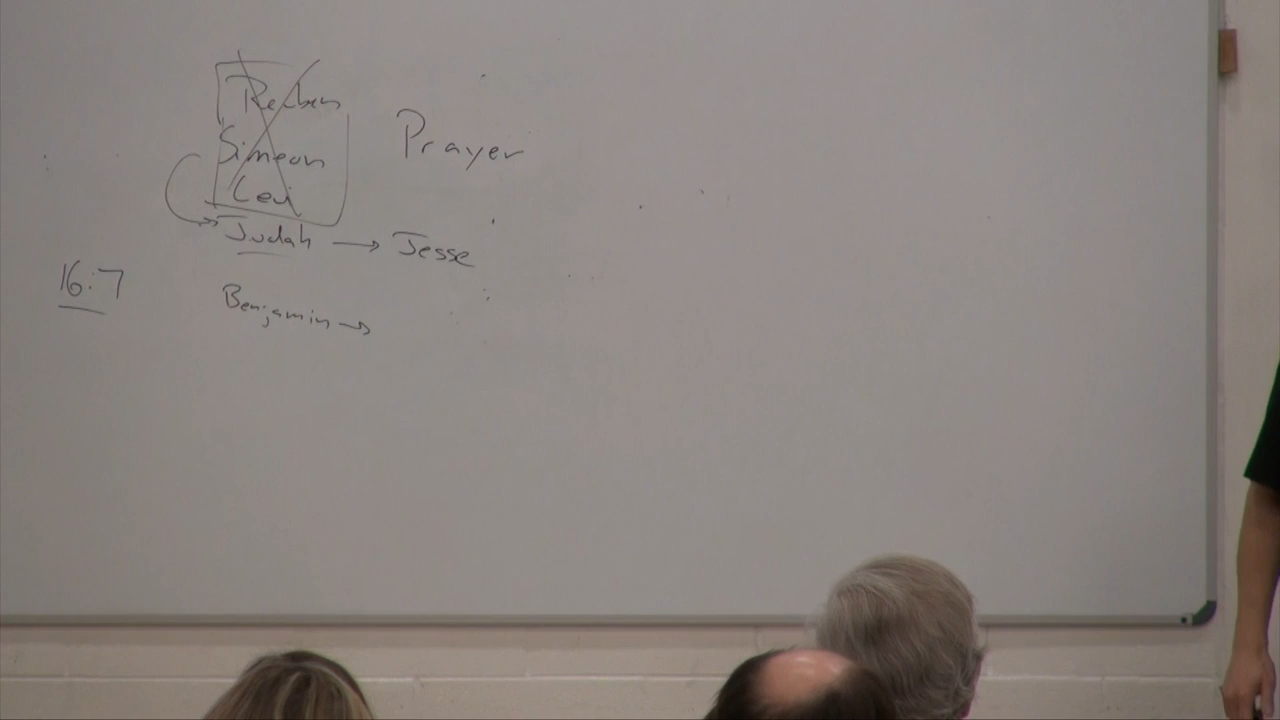 Reuben
Simeon
Prayer
Levi
Judah → Jesse
16:7
Benjamin →